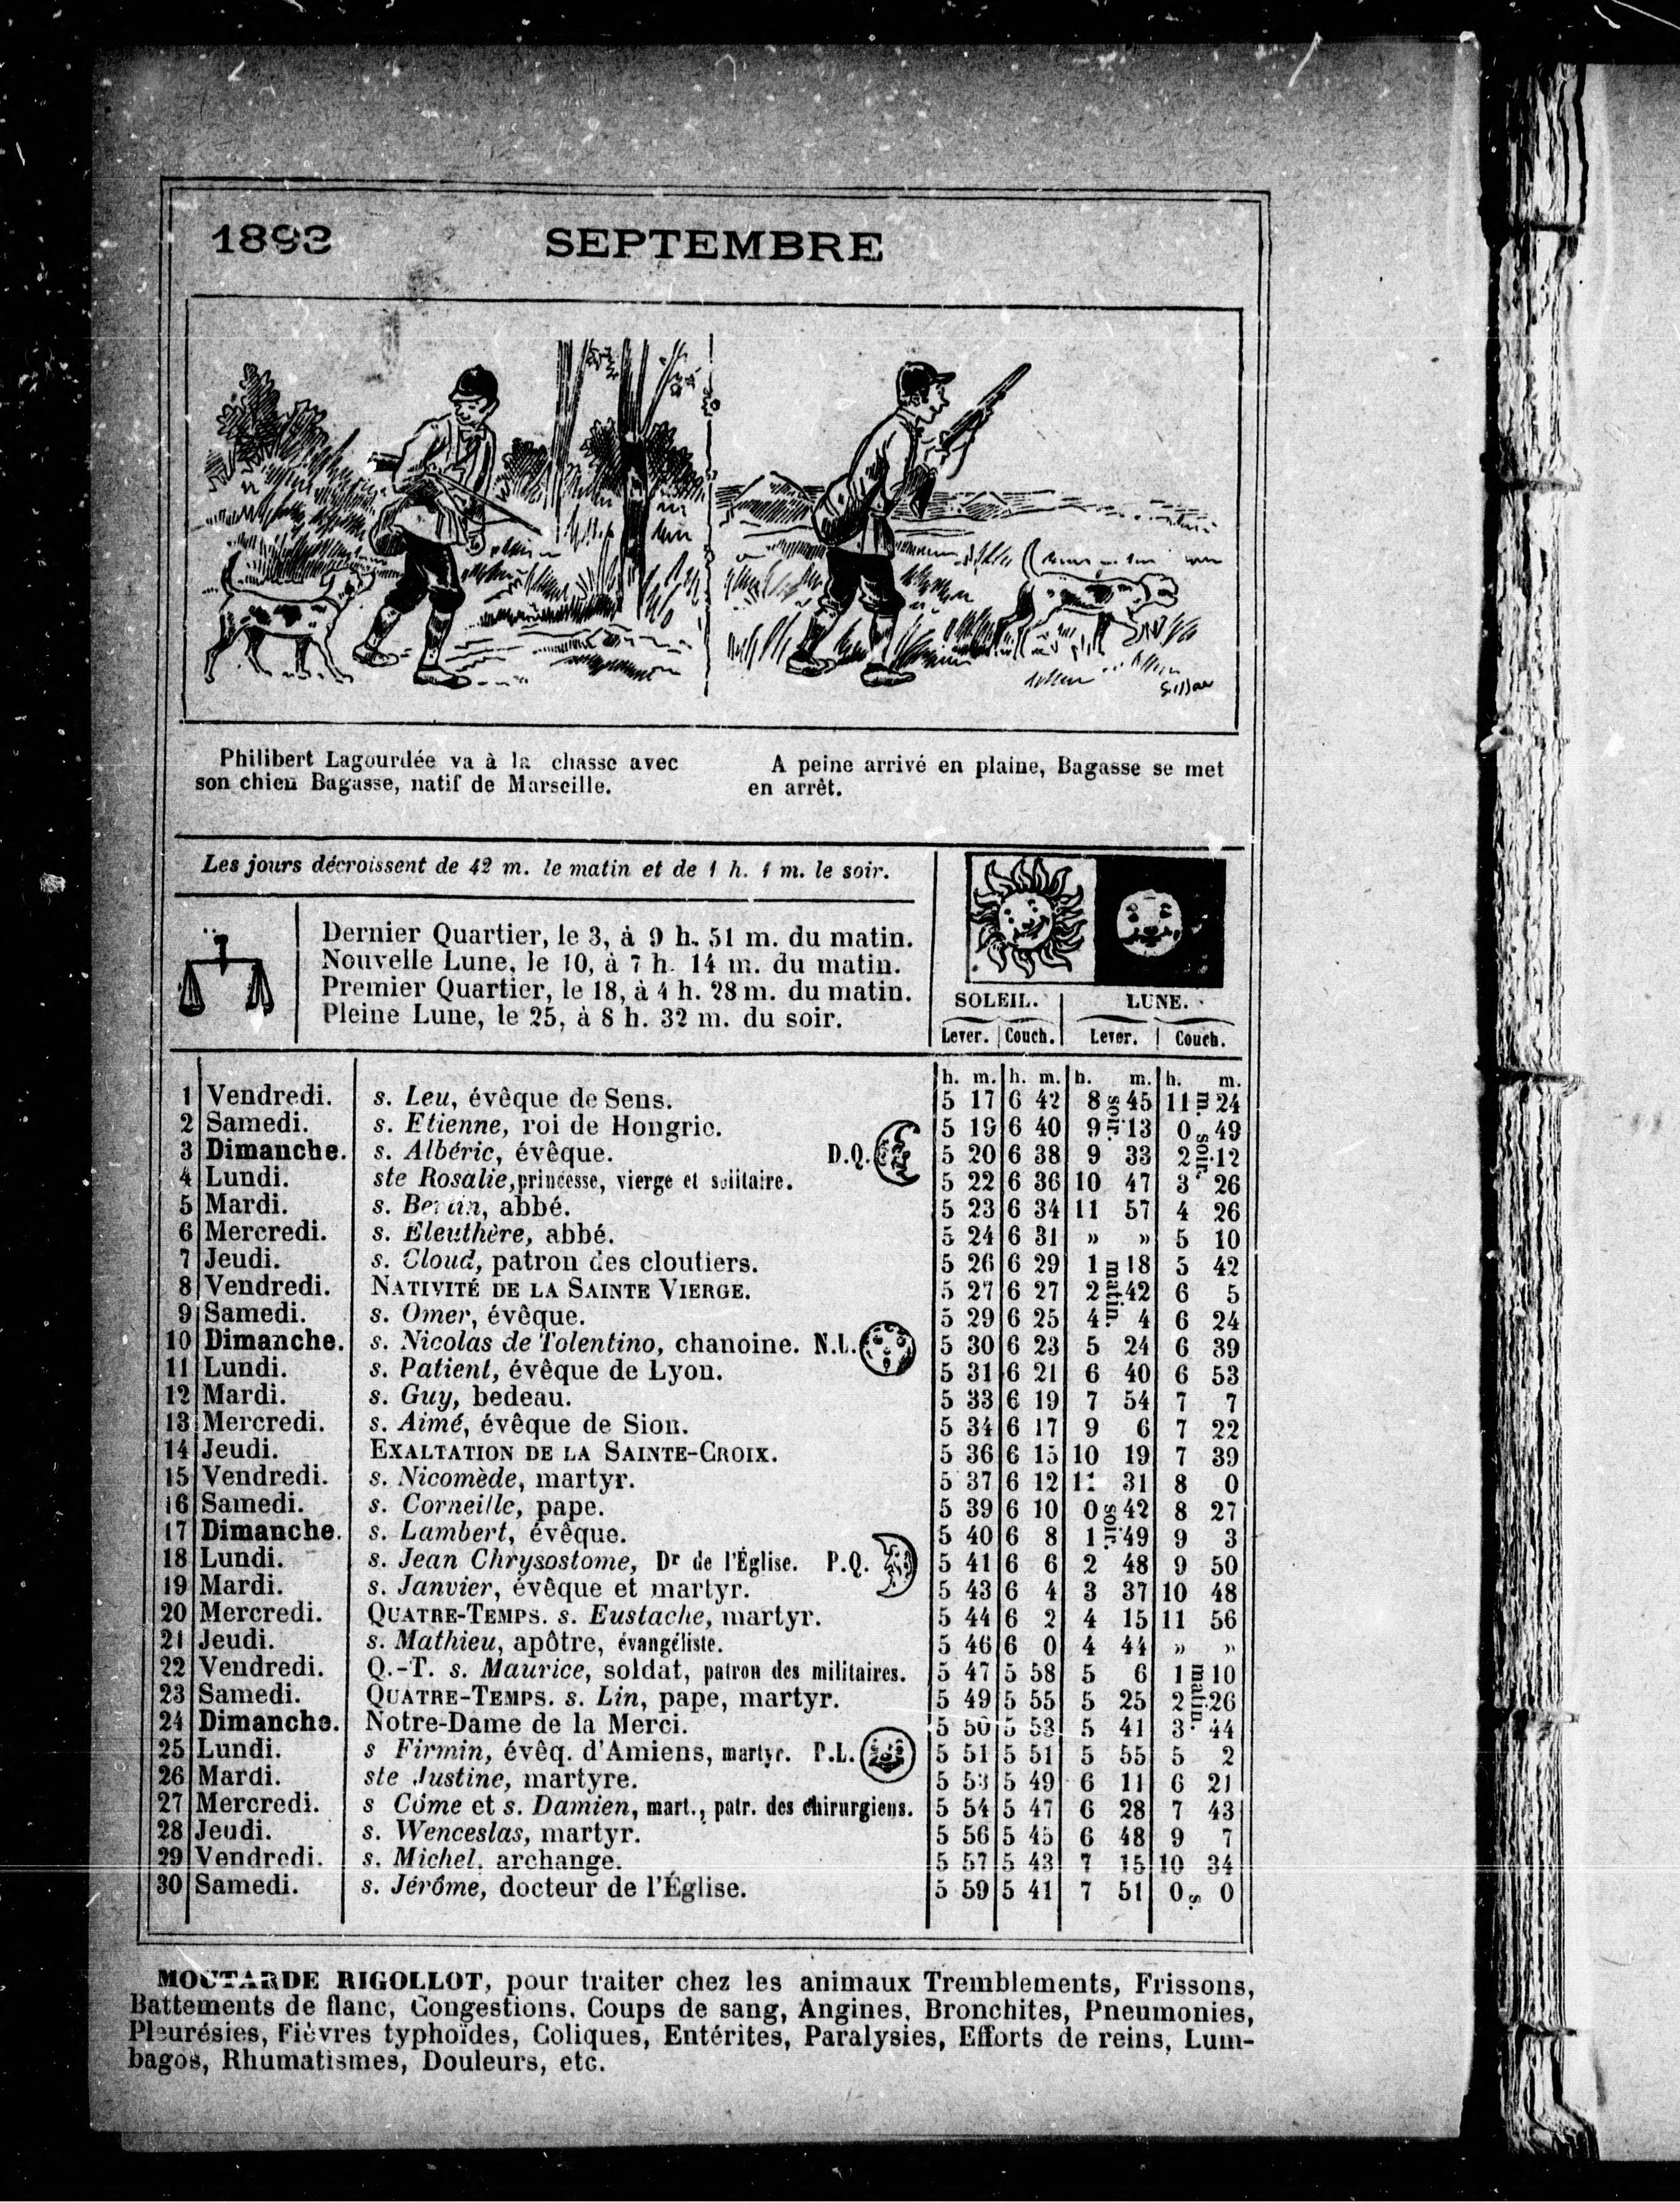 1893 SEPTEMBRE
Philibert Lagourdée va à la chasse avec
son chien Bagasse, natif de Marseille.
A peine arrivé en plaine, Bagasse se met
en arrêt.
Les jours décroissent de 42 m. le matin et de 1 h. 1 m. le soir.
Dernier Quartier, le 3, à 9 h. 51 m. du matin.
Nouvelle Lune, le 10, à 7 h. 14 m. du matin.
Premier Quartier, le 18, à 4 h. 28 m. du matin.
Pleine Lune, le 25, à 8 h. 32 m. du soir.
SOLEIL. LUNE.
Lever. Couch. Lever. Couch.
h. m. h. m. h. m. h. m.
1 Vendredi. s. Leu, évêque de Sens. 5 17 6 42 8 soir. 45 11 m. 24
2 Samedi. s. Etienne, roi de Hongrie. 5 19 6 40 9 13 0 soir. 49
3 Dimanche. s. Albéric, évêque. D.Q. 5 20 6 38 9 33 2 12
4 Lundi. ste Rosalie, princesse, vierge et solitaire. 5 22 6 36 10 47 3 26
5 Mardi. s. Bertin, abbé. 5 23 6 34 11 57 4 26
6 Mercredi. s. Eleuthère, abbé. 5 24 6 31 » » 5 10
7 Jeudi. s. Cloud, patron des cloutiers. 5 26 6 29 1 matin. 18 5 42
8 Vendredi. NATIVITÉ DE LA SAINTE VIERGE. 5 27 6 27 2 42 6 5
9 Samedi. s. Omer, évêque. 5 29 6 25 4 4 6 24
10 Dimanche. s. Nicolas de Tolentino, chanoine. N.L. 5 30 6 23 5 24 6 39
11 Lundi. s. Patient, évêque de Lyon. 5 31 6 21 6 40 6 53
12 Mardi. s. Guy, bedeau. 5 33 6 19 7 54 7 7
13 Mercredi. s. Aimé, évêque de Sion. 5 34 6 17 9 6 7 22
14 Jeudi. EXALTATION DE LA SAINTE-CROIX. 5 36 6 15 10 19 7 39
15 Vendredi. s. Nicomède, martyr. 5 37 6 12 11 31 8 0
16 Samedi. s. Corneille, pape. 5 39 6 10 0 soir. 42 8 27
17 Dimanche. s. Lambert, évêque. 5 40 6 8 1 49 9 3
18 Lundi. s. Jean Chrysostome, Dr de l'Église. P.Q. 5 41 6 6 2 48 9 50
19 Mardi. s. Janvier, évêque et martyr. 5 43 6 4 3 37 10 48
20 Mercredi. QUATRE-TEMPS. s. Eustache, martyr. 5 44 6 2 4 15 11 56
21 Jeudi. s. Mathieu, apôtre, évangéliste. 5 46 6 0 4 44 » »
22 Vendredi. Q.-T. s. Maurice, soldat, patron des militaires. 5 47 5 58 5 6 1 matin. 10
23 Samedi. QUATRE-TEMPS. s. Lin, pape, martyr. 5 49 5 55 5 25 2 26
24 Dimanche. Notre-Dame de la Merci. 5 50 5 53 5 41 3 44
25 Lundi. s Firmin, évêq. d'Amiens, martyr. P.L. 5 51 5 51 5 55 5 2
26 Mardi. ste Justine, martyre. 5 53 5 49 6 11 6 21
27 Mercredi. s Côme et s. Damien, mart., patr. des chirurgiens. 5 54 5 47 6 28 7 43
28 Jeudi. s. Wenceslas, martyr. 5 56 5 45 6 48 9 7
29 Vendredi. s. Michel, archange. 5 57 5 43 7 15 10 34
30 Samedi. s. Jérôme, docteur de l'Église. 5 59 5 41 7 51 0 s. 0
MOUTARDE RIGOLLOT, pour traiter chez les animaux Tremblements, Frissons,
Battements de flanc, Congestions, Coups de sang, Angines, Bronchites, Pneumonies,
Pleurésies, Fièvres typhoïdes, Coliques, Entérites, Paralysies, Efforts de reins, Lum-
bagos, Rhumatismes, Douleurs, etc.